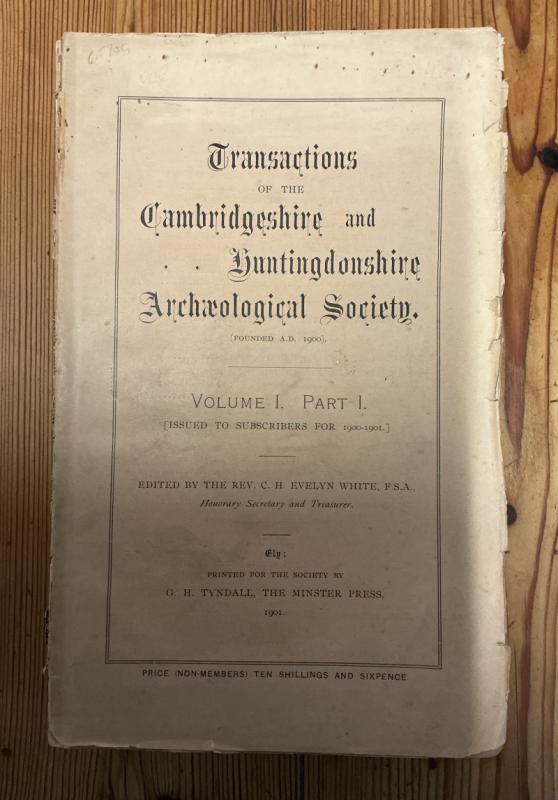 Transactions
OF THE
Cambridgeshire and
Huntingdonshire
Archæological Society.
(FOUNDED A.D. 1900).
VOLUME I. PART I.
[ISSUED TO SUBSCRIBERS FOR 1900-1901.]
EDITED BY THE REV. C. H. EVELYN WHITE, F.S.A.,
Honorary Secretary and Treasurer.
Ely:
PRINTED FOR THE SOCIETY BY
G. H. TYNDALL, THE MINSTER PRESS,
1901.
PRICE (NON-MEMBERS) TEN SHILLINGS AND SIXPENCE.